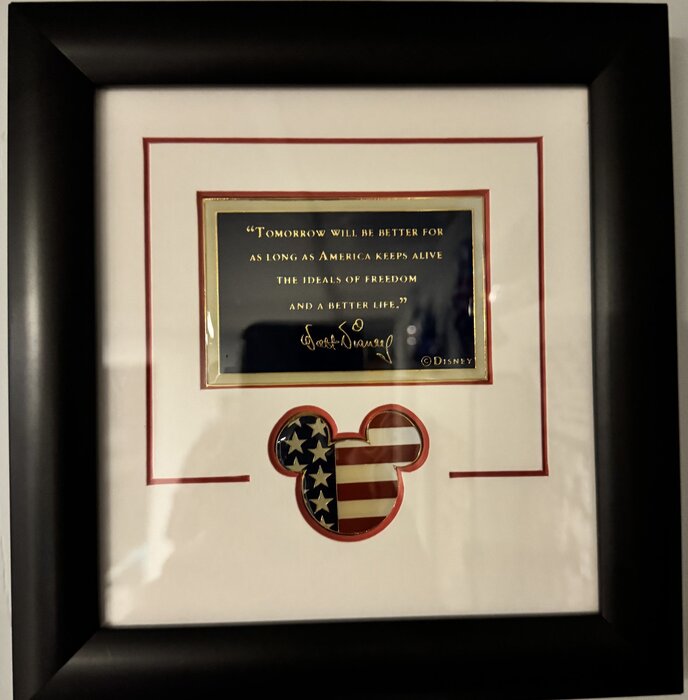 “TOMORROW WILL BE BETTER FOR
AS LONG AS AMERICA KEEPS ALIVE
THE IDEALS OF FREEDOM
AND A BETTER LIFE.”
Walt Disney
© DISNEY